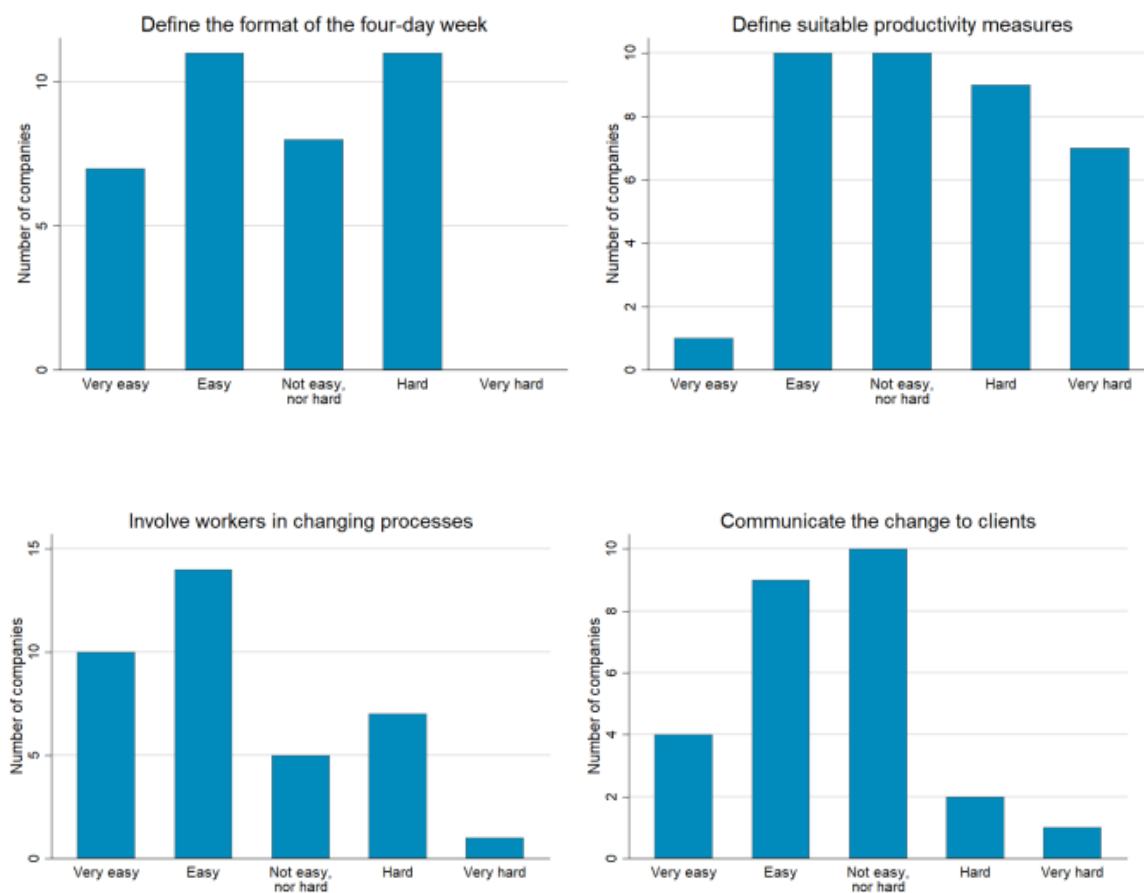 Define the format of the four-day week
Number of companies
10
5
0
Very easy
Easy
Not easy,
nor hard
Hard
Very hard
Define suitable productivity measures
Number of companies
10
8
6
4
2
0
Very easy
Easy
Not easy,
nor hard
Hard
Very hard
Involve workers in changing processes
Number of companies
15
10
5
0
Very easy
Easy
Not easy,
nor hard
Hard
Very hard
Communicate the change to clients
Number of companies
10
8
6
4
2
0
Very easy
Easy
Not easy,
nor hard
Hard
Very hard